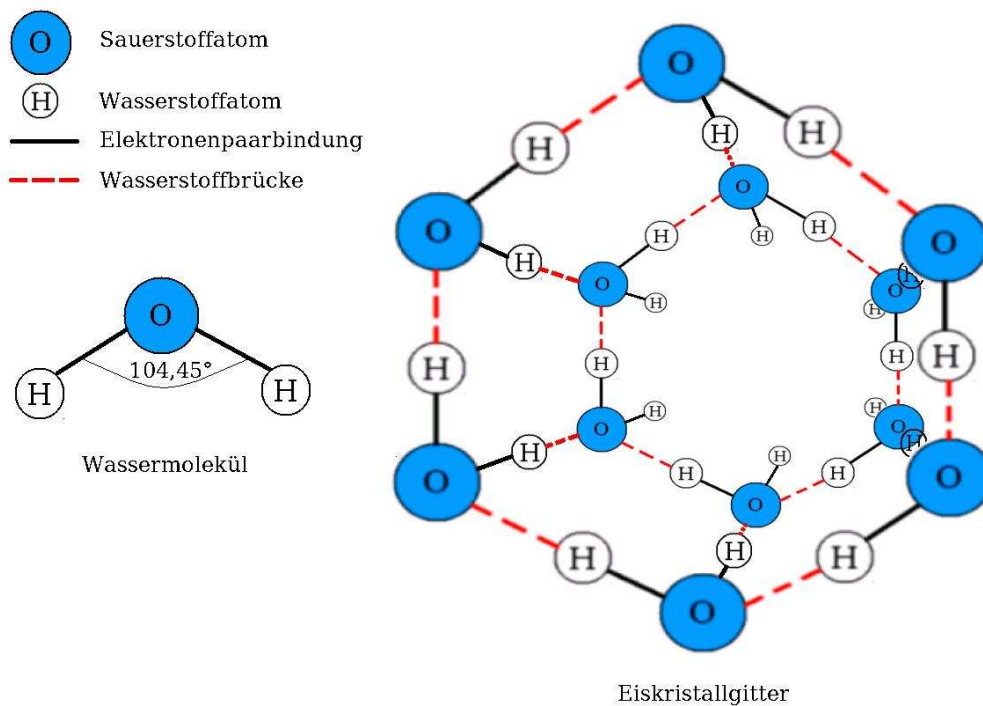 O
Sauerstoffatom
H
Wasserstoffatom
Elektronenpaarbindung
Wasserstoffbrücke
O
104,45°
H
H
Wassermolekül
O
H
H
H
O
O
H
H
H
O
H
O
O
H
H
H
H
H
H
H
H
O
O
H
H
H
O
H
H
O
O
H
H
H
O
Eiskristallgitter